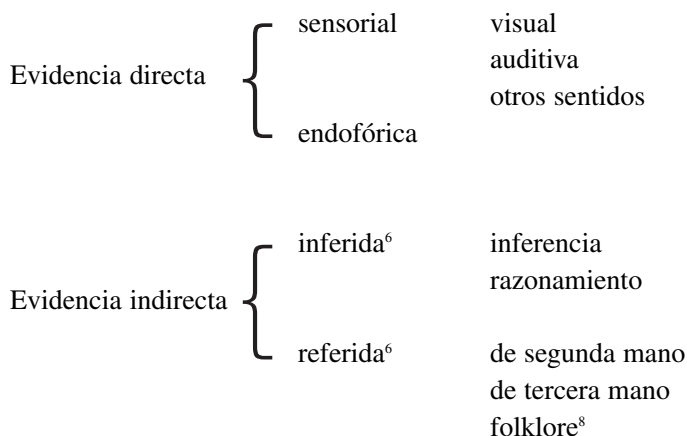 sensorial visual
auditiva
Evidencia directa
otros sentidos
endofórica
inferida⁶ inferencia
razonamiento
Evidencia indirecta
referida⁶ de segunda mano
de tercera mano
folklore⁸